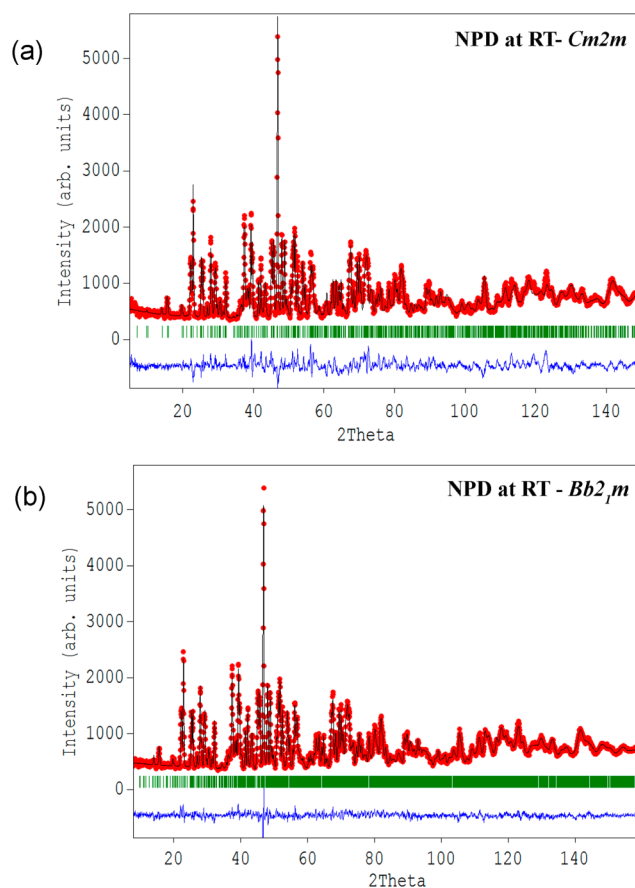 (a)
NPD at RT- Cm2m
5000
4000
3000
2000
1000
0
Intensity (arb. units)
20 40 60 80 100 120 140
2Theta
(b)
NPD at RT - Bb2₁m
5000
4000
3000
2000
1000
0
Intensity (arb. units)
20 40 60 80 100 120 140
2Theta